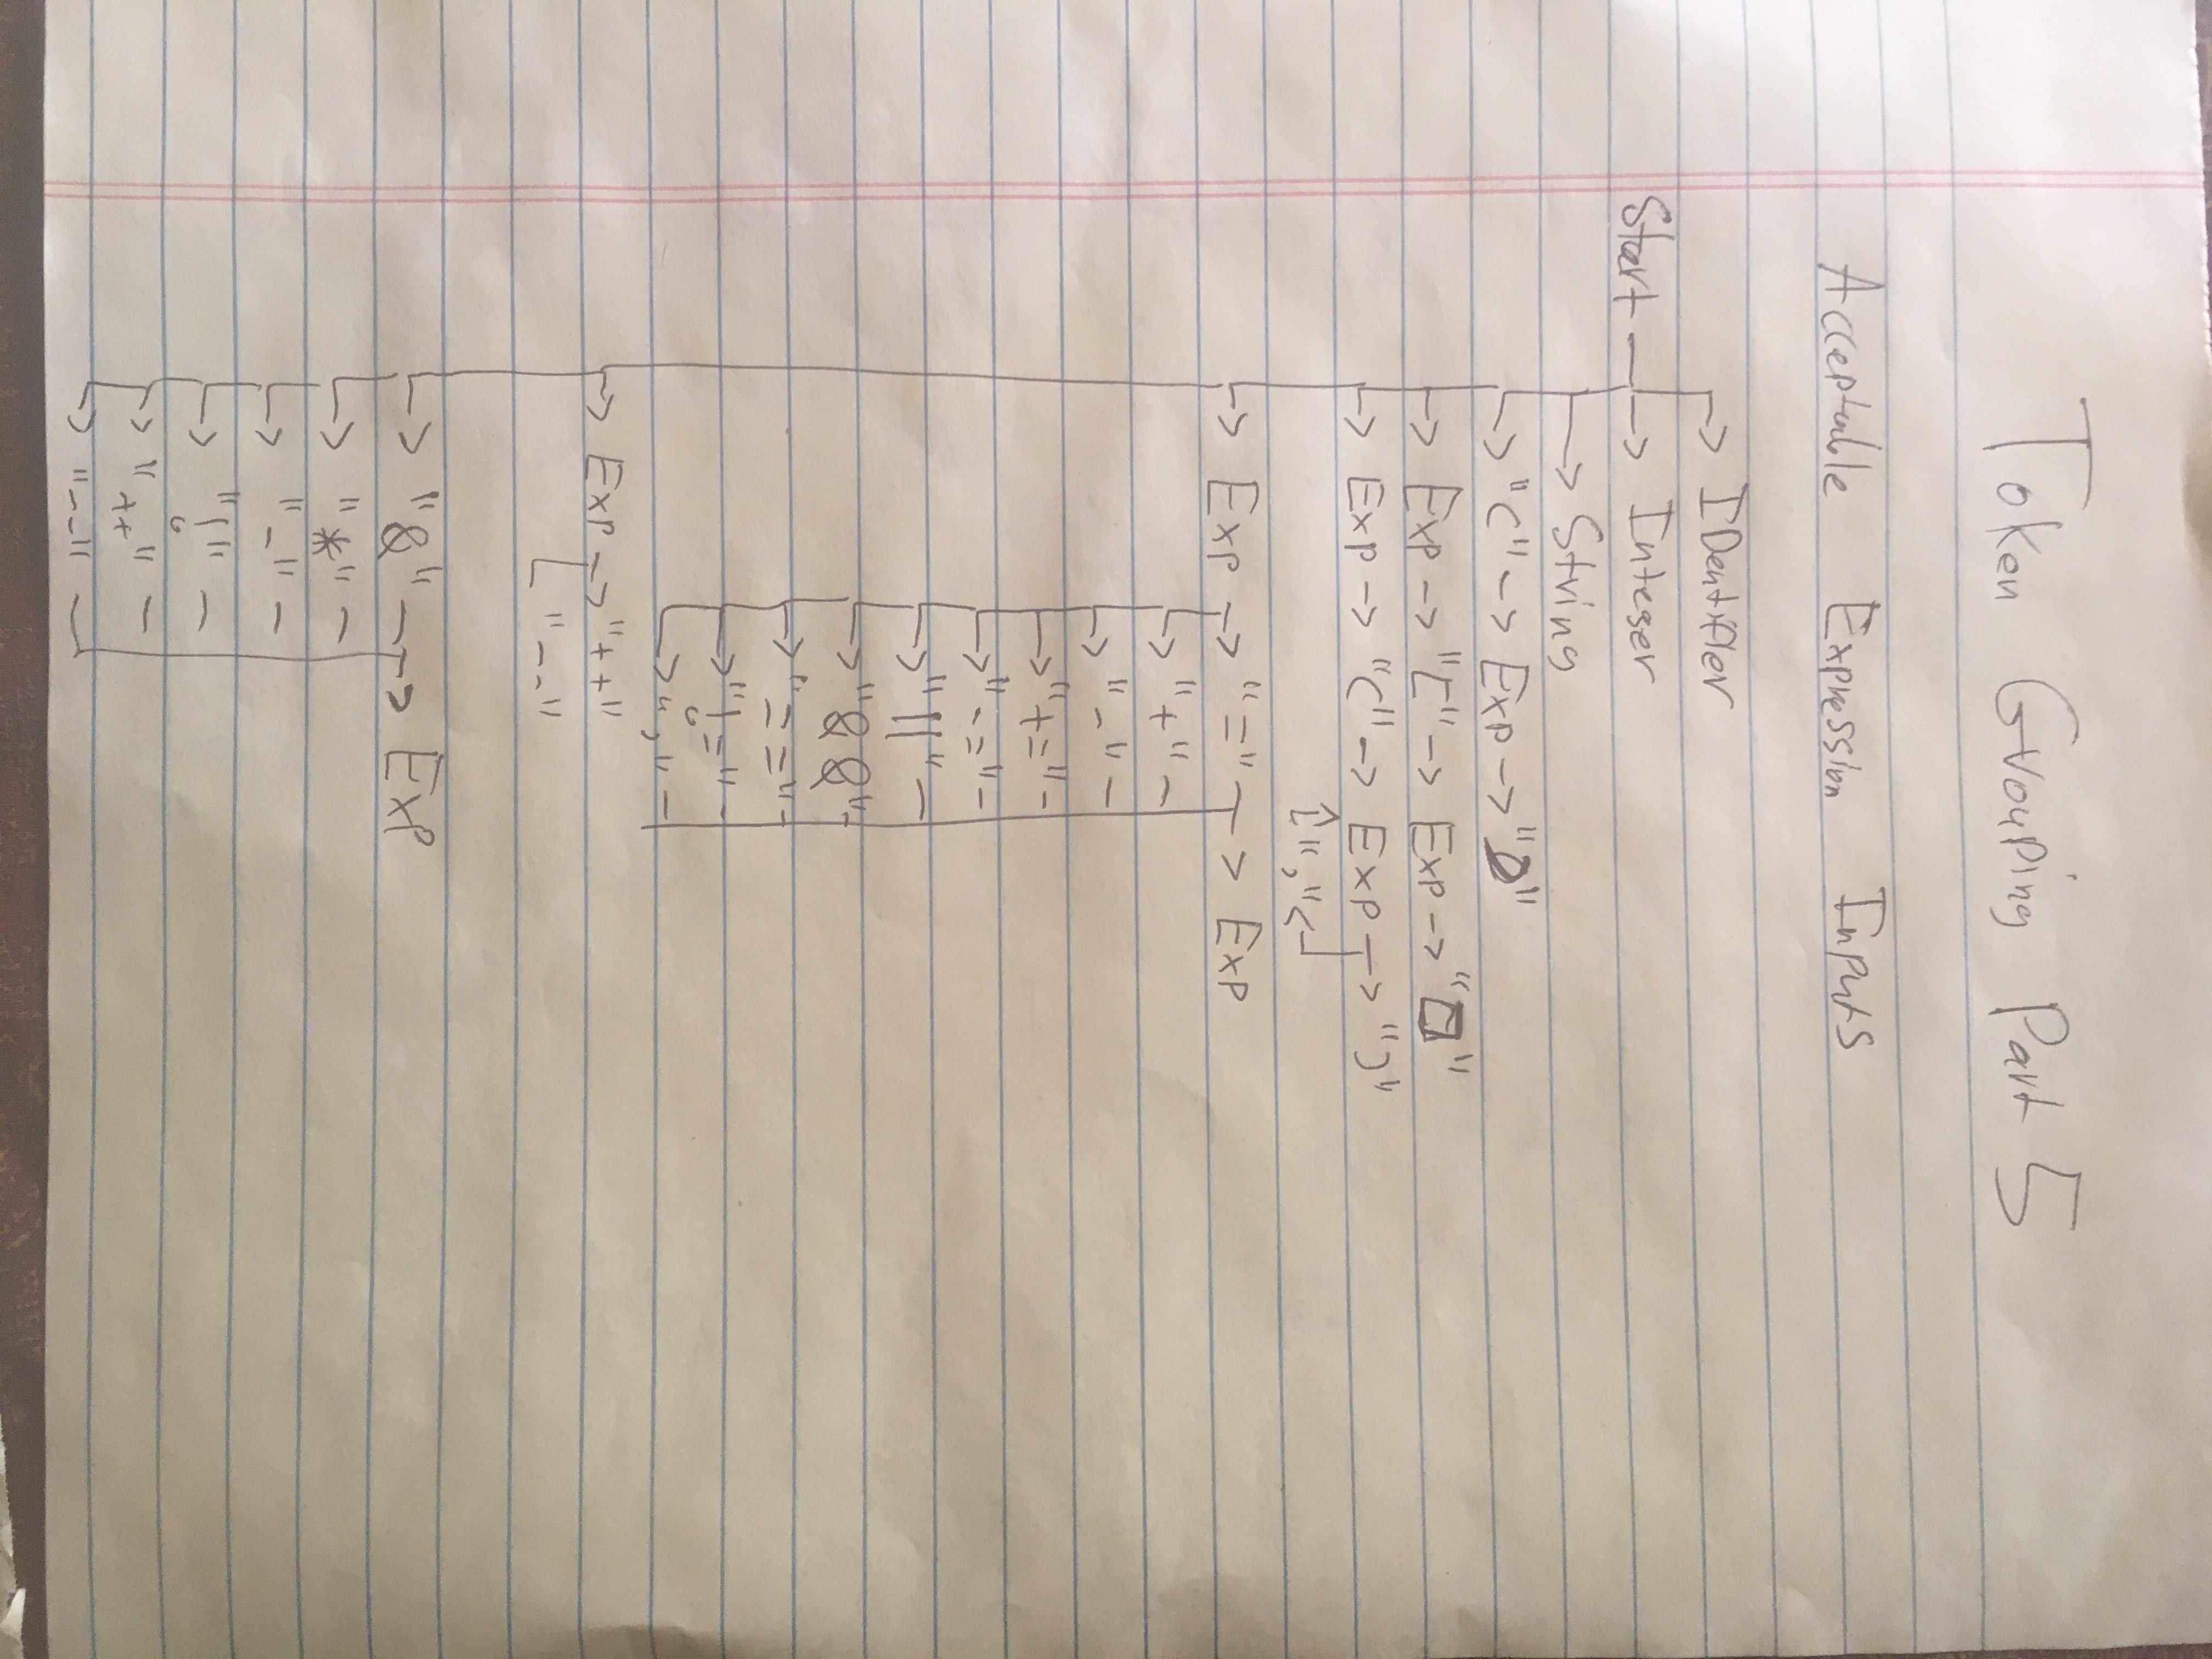 Token Grouping Part 5
Acceptable Expression Inputs
→ IDentifier
Start → Integer
→ String
→ "(" → Exp → ")"
→ Exp → "[" → Exp → "]"
→ Exp → "(" → Exp → ")"
","
→ Exp → "=" → Exp
→ "+" -
→ "-" -
→ "+=" -
→ "-=" -
→ "||" -
→ "&&" -
→ "==" -
→ "!=" -
→ "," -
→ Exp → "++"
"--"
→ "&" → Exp
→ "*" -
→ "-" -
→ "!" -
→ "++" -
→ "--" -